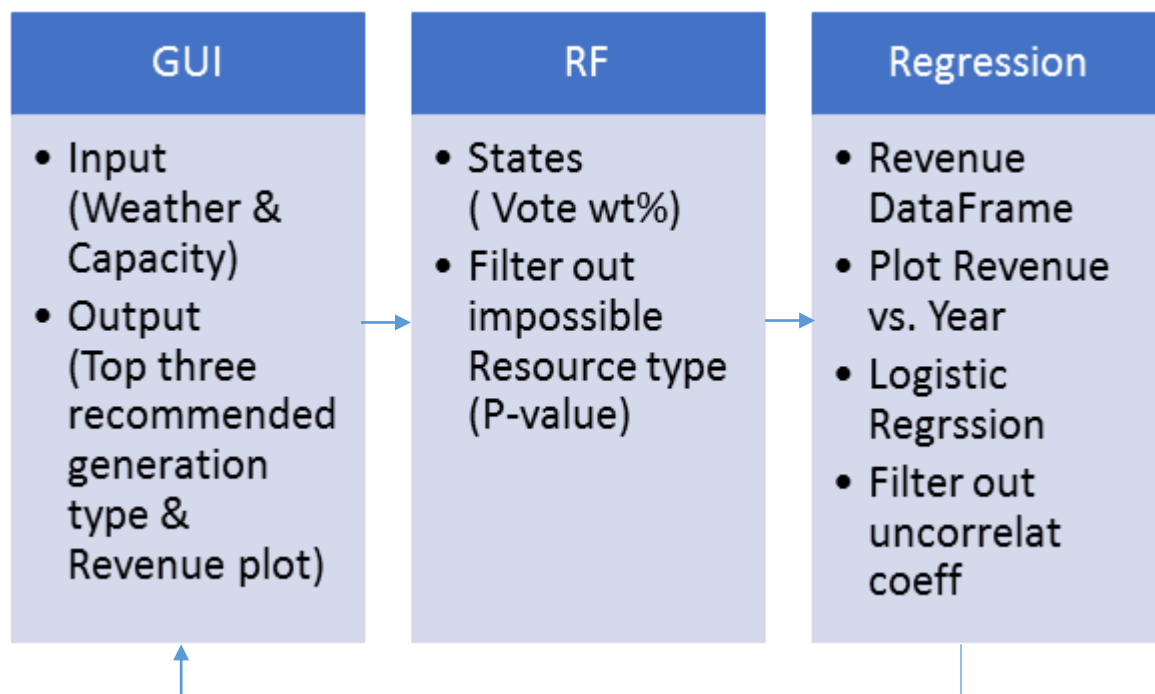 GUI
• Input
(Weather &
Capacity)
• Output
(Top three
recommended
generation
type &
Revenue plot)
RF
• States
( Vote wt%)
• Filter out
impossible
Resource type
(P-value)
Regression
• Revenue
DataFrame
• Plot Revenue
vs. Year
• Logistic
Regrssion
• Filter out
uncorrelat
coeff